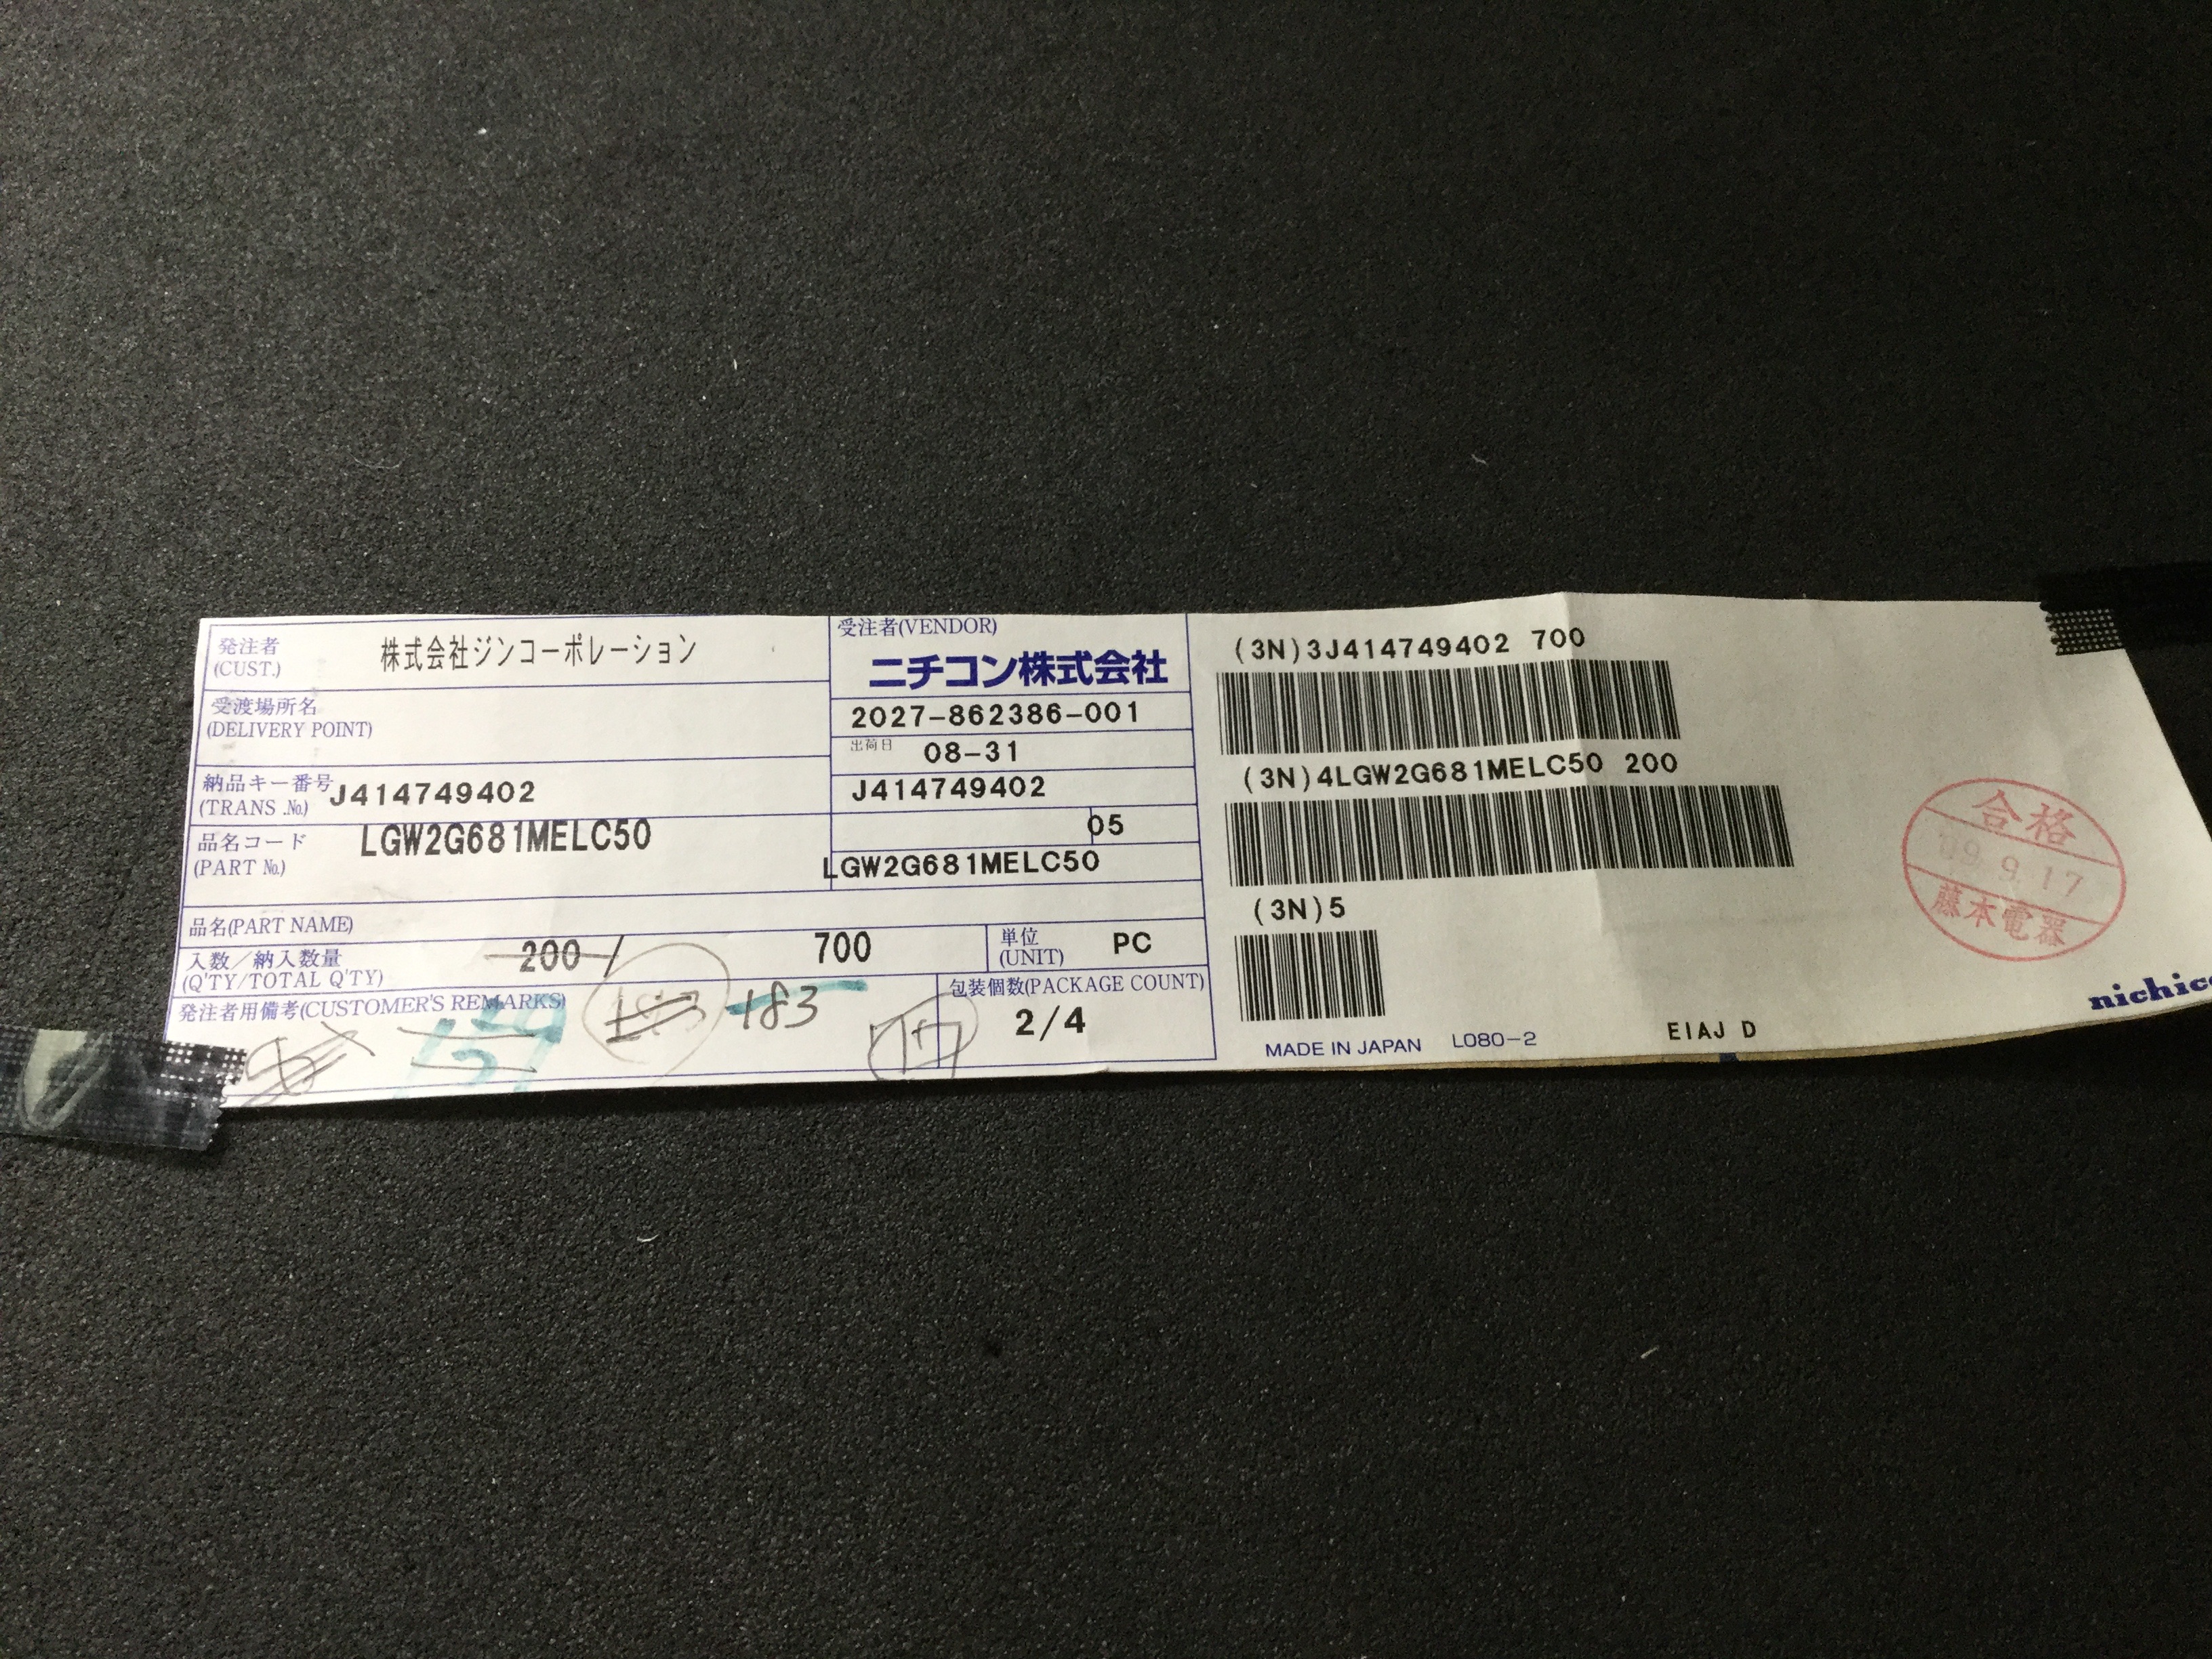 発注者
(CUST.)
株式会社ジンコーポレーション
受渡場所名
(DELIVERY POINT)
納品キー番号
(TRANS .№)
J414749402
品名コード
(PART №)
LGW2G681MELC50
品名(PART NAME)
入数／納入数量
(Q'TY/TOTAL Q'TY)
200/ 700
単位
(UNIT)
PC
発注者用備考(CUSTOMER'S REMARKS)
183
包装個数(PACKAGE COUNT)
2/4
受注者(VENDOR)
ニチコン株式会社
2027-862386-001
出荷日 08-31
J414749402
05
LGW2G681MELC50
(3N)3J414749402 700
(3N)4LGW2G681MELC50 200
(3N)5
MADE IN JAPAN L080-2
EIAJ D
合格
09.9.17
藤本電器
nichico